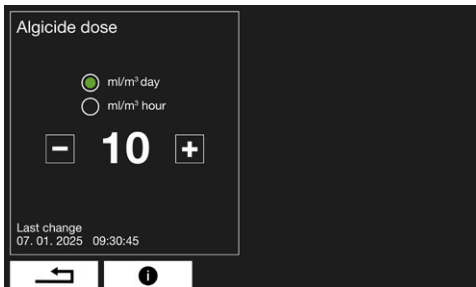 Algicide dose
ml/m³ day
ml/m³ hour
10
Last change
07. 01. 2025 09:30:45